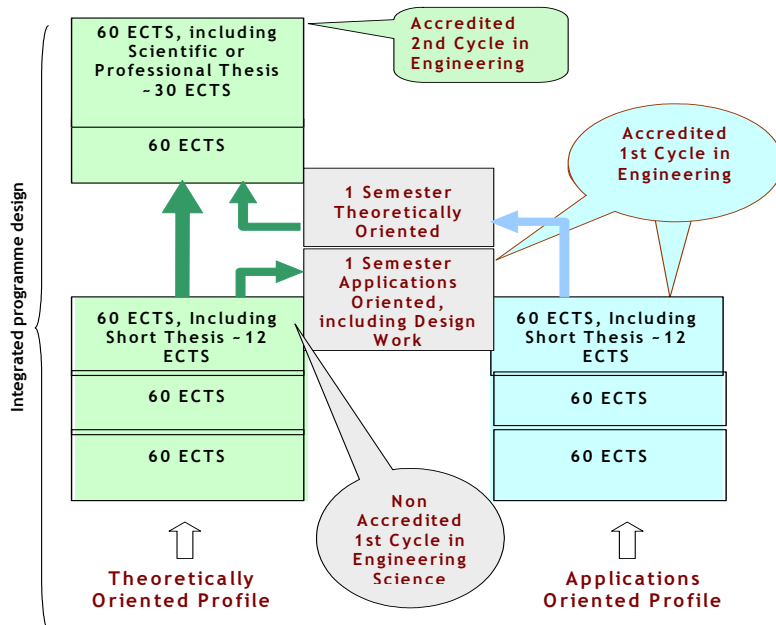 60 ECTS, including
Scientific or
Professional Thesis
~30 ECTS
60 ECTS
Accredited
2nd Cycle in
Engineering
Accredited
1st Cycle in
Engineering
1 Semester
Theoretically
Oriented
1 Semester
Applications
Oriented,
including Design
Work
Integrated programme design
60 ECTS, Including
Short Thesis ~12
ECTS
60 ECTS
60 ECTS
60 ECTS, Including
Short Thesis ~12
ECTS
60 ECTS
60 ECTS
Non
Accredited
1st Cycle in
Engineering
Science
Theoretically
Oriented Profile
Applications
Oriented Profile